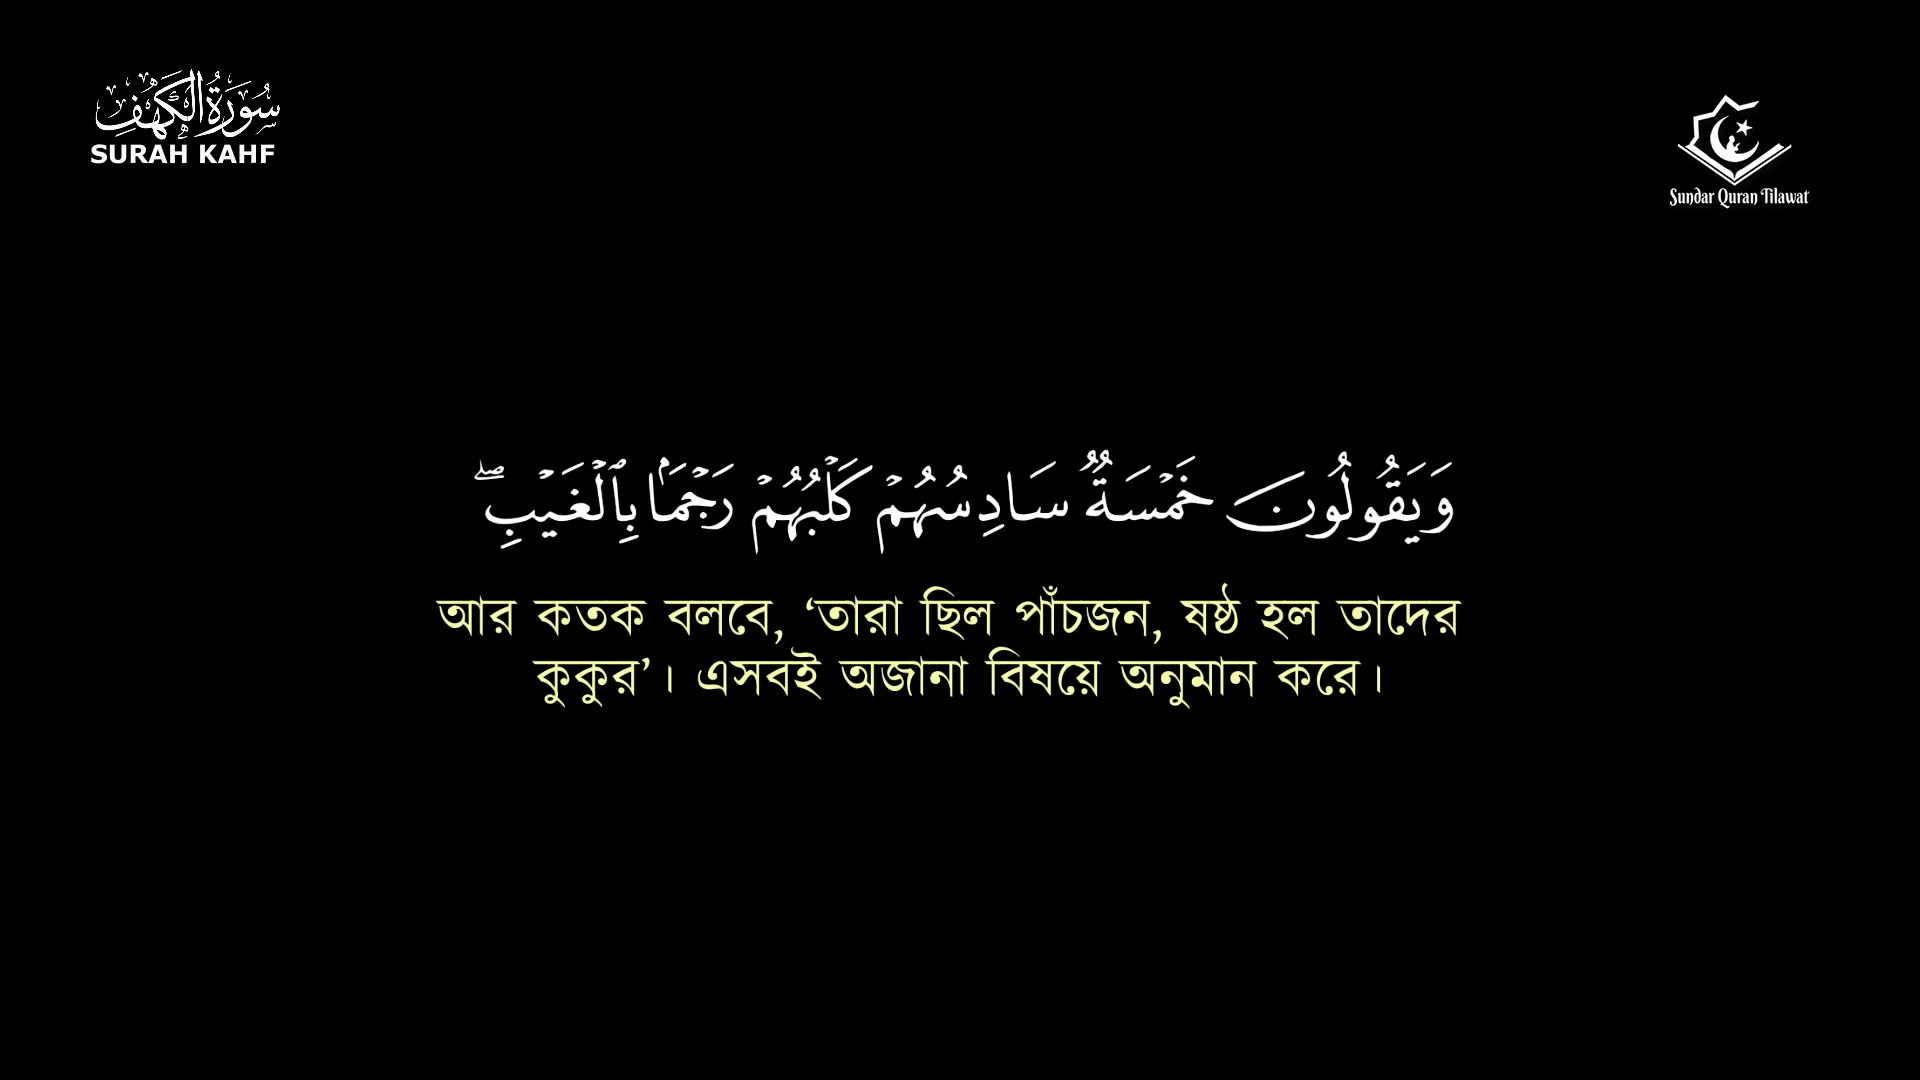 سُورَةُ الْكَهْفِ
SURAH KAHF
Sundar Quran Tilawat
وَيَقُولُونَ خَمْسَةٌ سَادِسُهُمْ كَلْبُهُمْ رَجْمًۢا بِٱلْغَيْبِ ۖ
আর কতক বলবে, ‘তারা ছিল পাঁচজন, ষষ্ঠ হল তাদের
কুকুর’। এসবই অজানা বিষয়ে অনুমান করে।